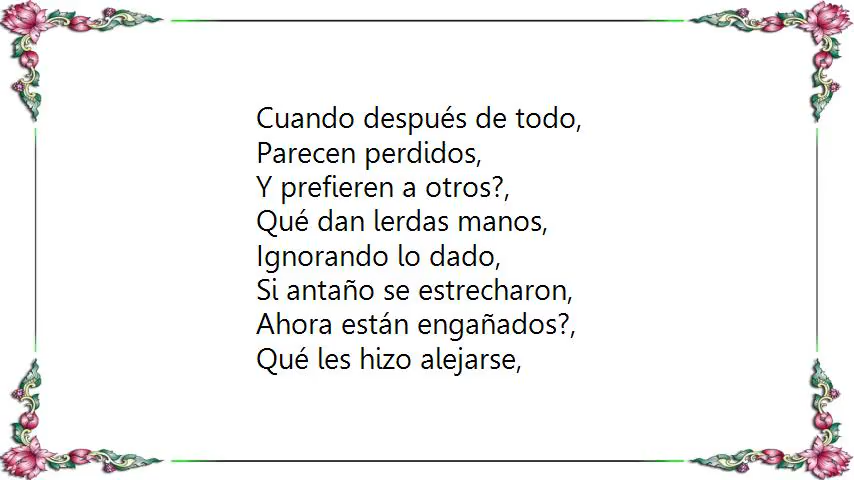 Cuando después de todo,
Parecen perdidos,
Y prefieren a otros?,
Qué dan lerdas manos,
Ignorando lo dado,
Si antaño se estrecharon,
Ahora están engañados?,
Qué les hizo alejarse,